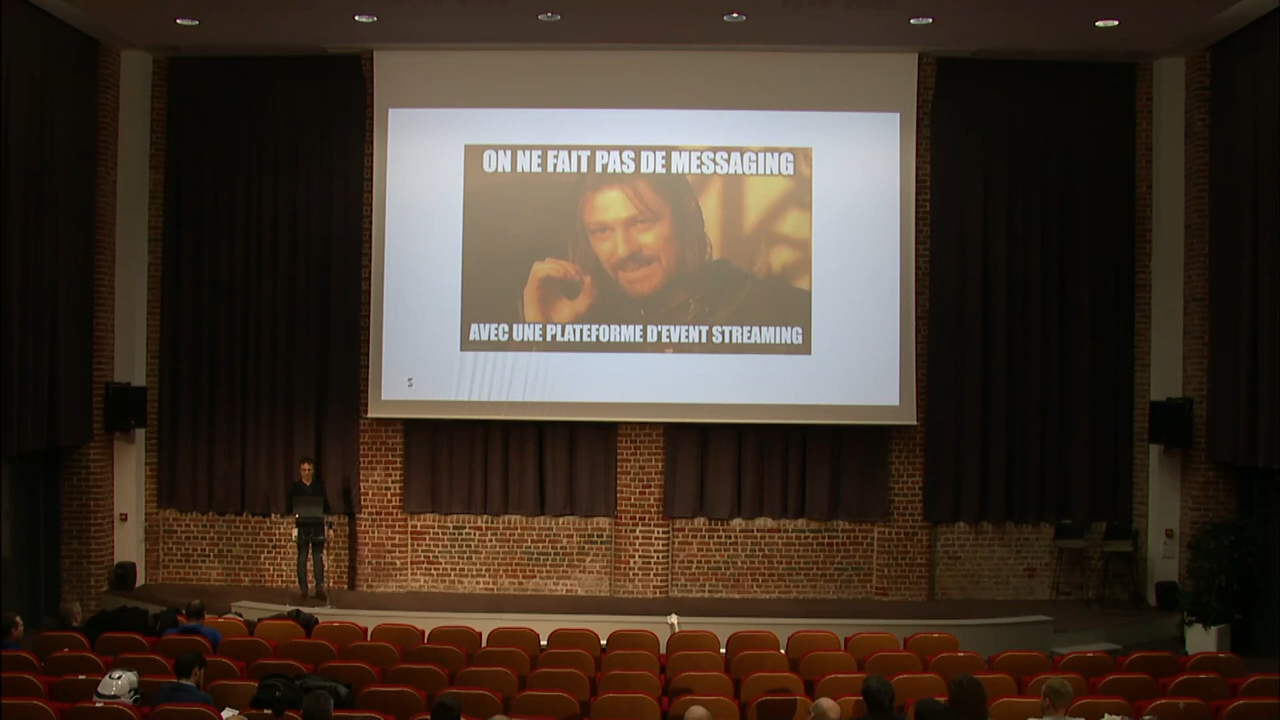 ON NE FAIT PAS DE MESSAGING
AVEC UNE PLATEFORME D'EVENT STREAMING